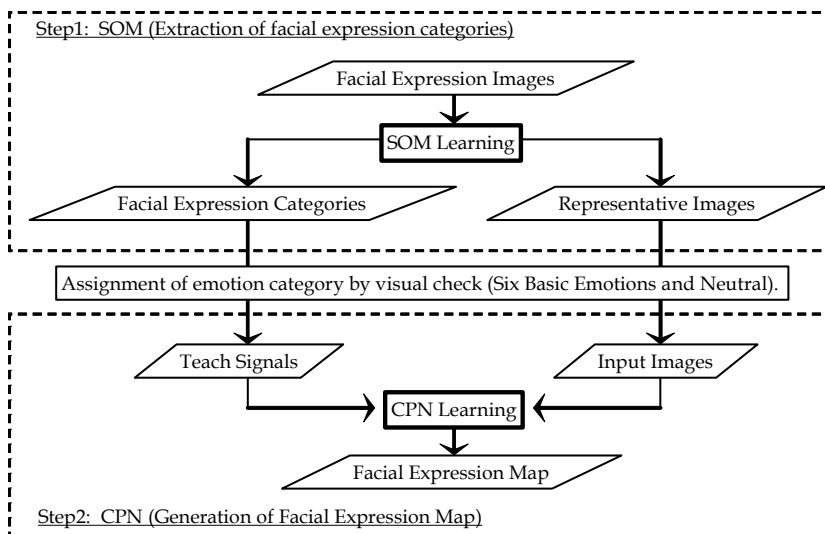 Step1: SOM (Extraction of facial expression categories)
Facial Expression Images
SOM Learning
Facial Expression Categories
Representative Images
Assignment of emotion category by visual check (Six Basic Emotions and Neutral).
Teach Signals
Input Images
CPN Learning
Facial Expression Map
Step2: CPN (Generation of Facial Expression Map)